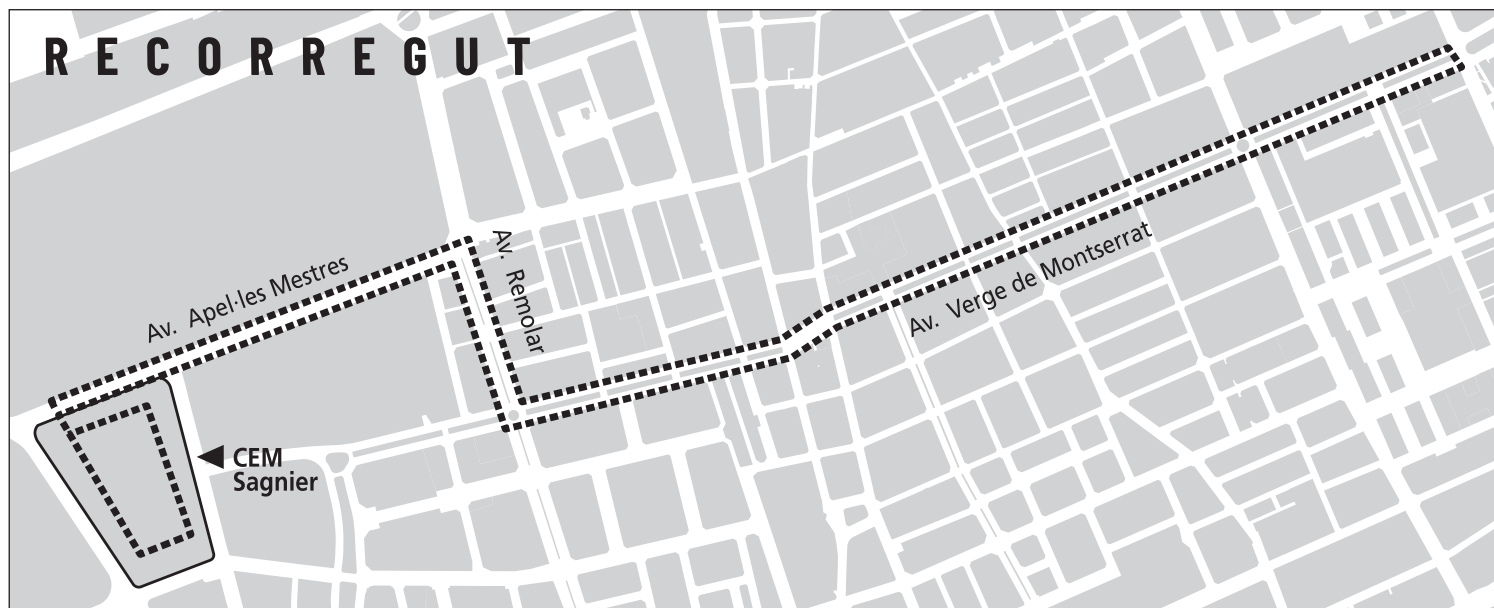 RECORREGUT
Av. Apel·les Mestres
Av. Remolar
Av. Verge de Montserrat
CEM
Sagnier